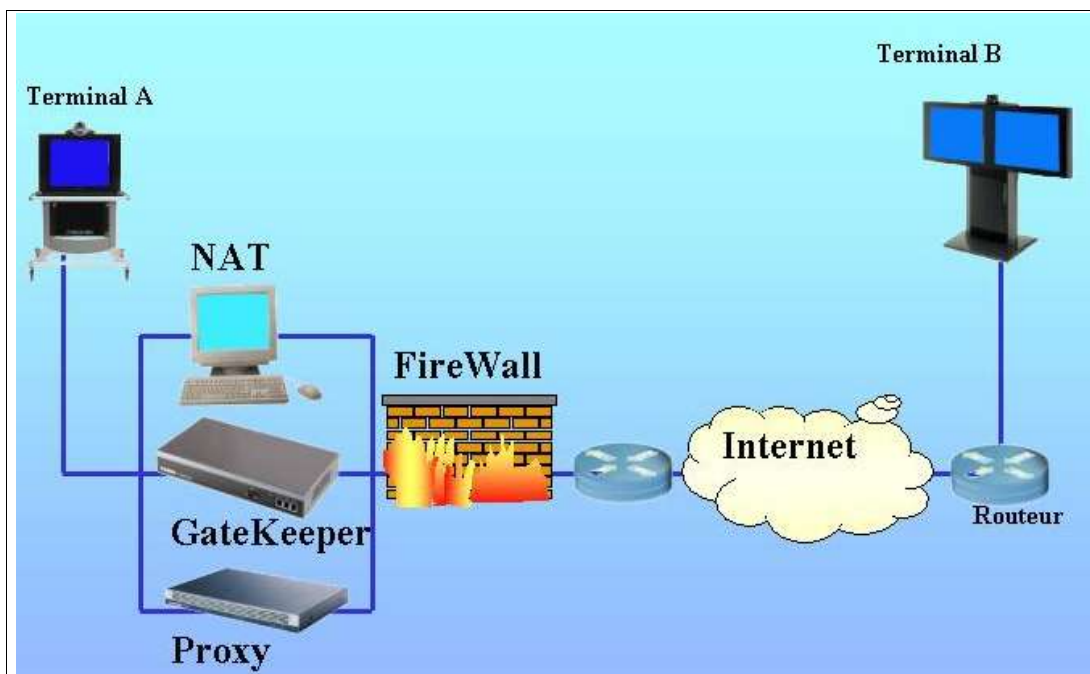 Terminal B
Terminal A
NAT
FireWall
Internet
Routeur
GateKeeper
Proxy